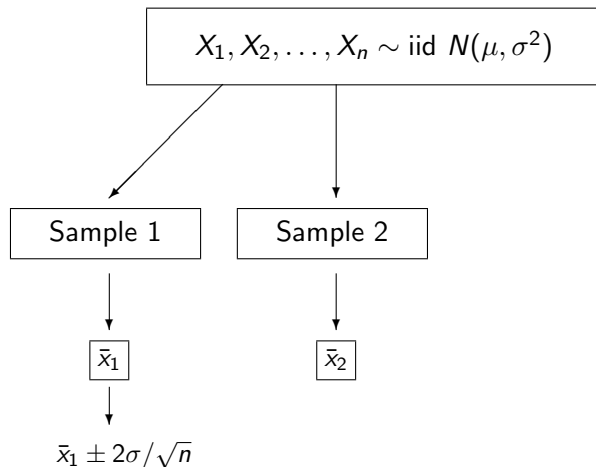 X₁, X₂, . . . , Xₙ ∼ iid N(μ, σ²)
Sample 1 Sample 2
x̄₁ x̄₂
x̄₁ ± 2σ/√n